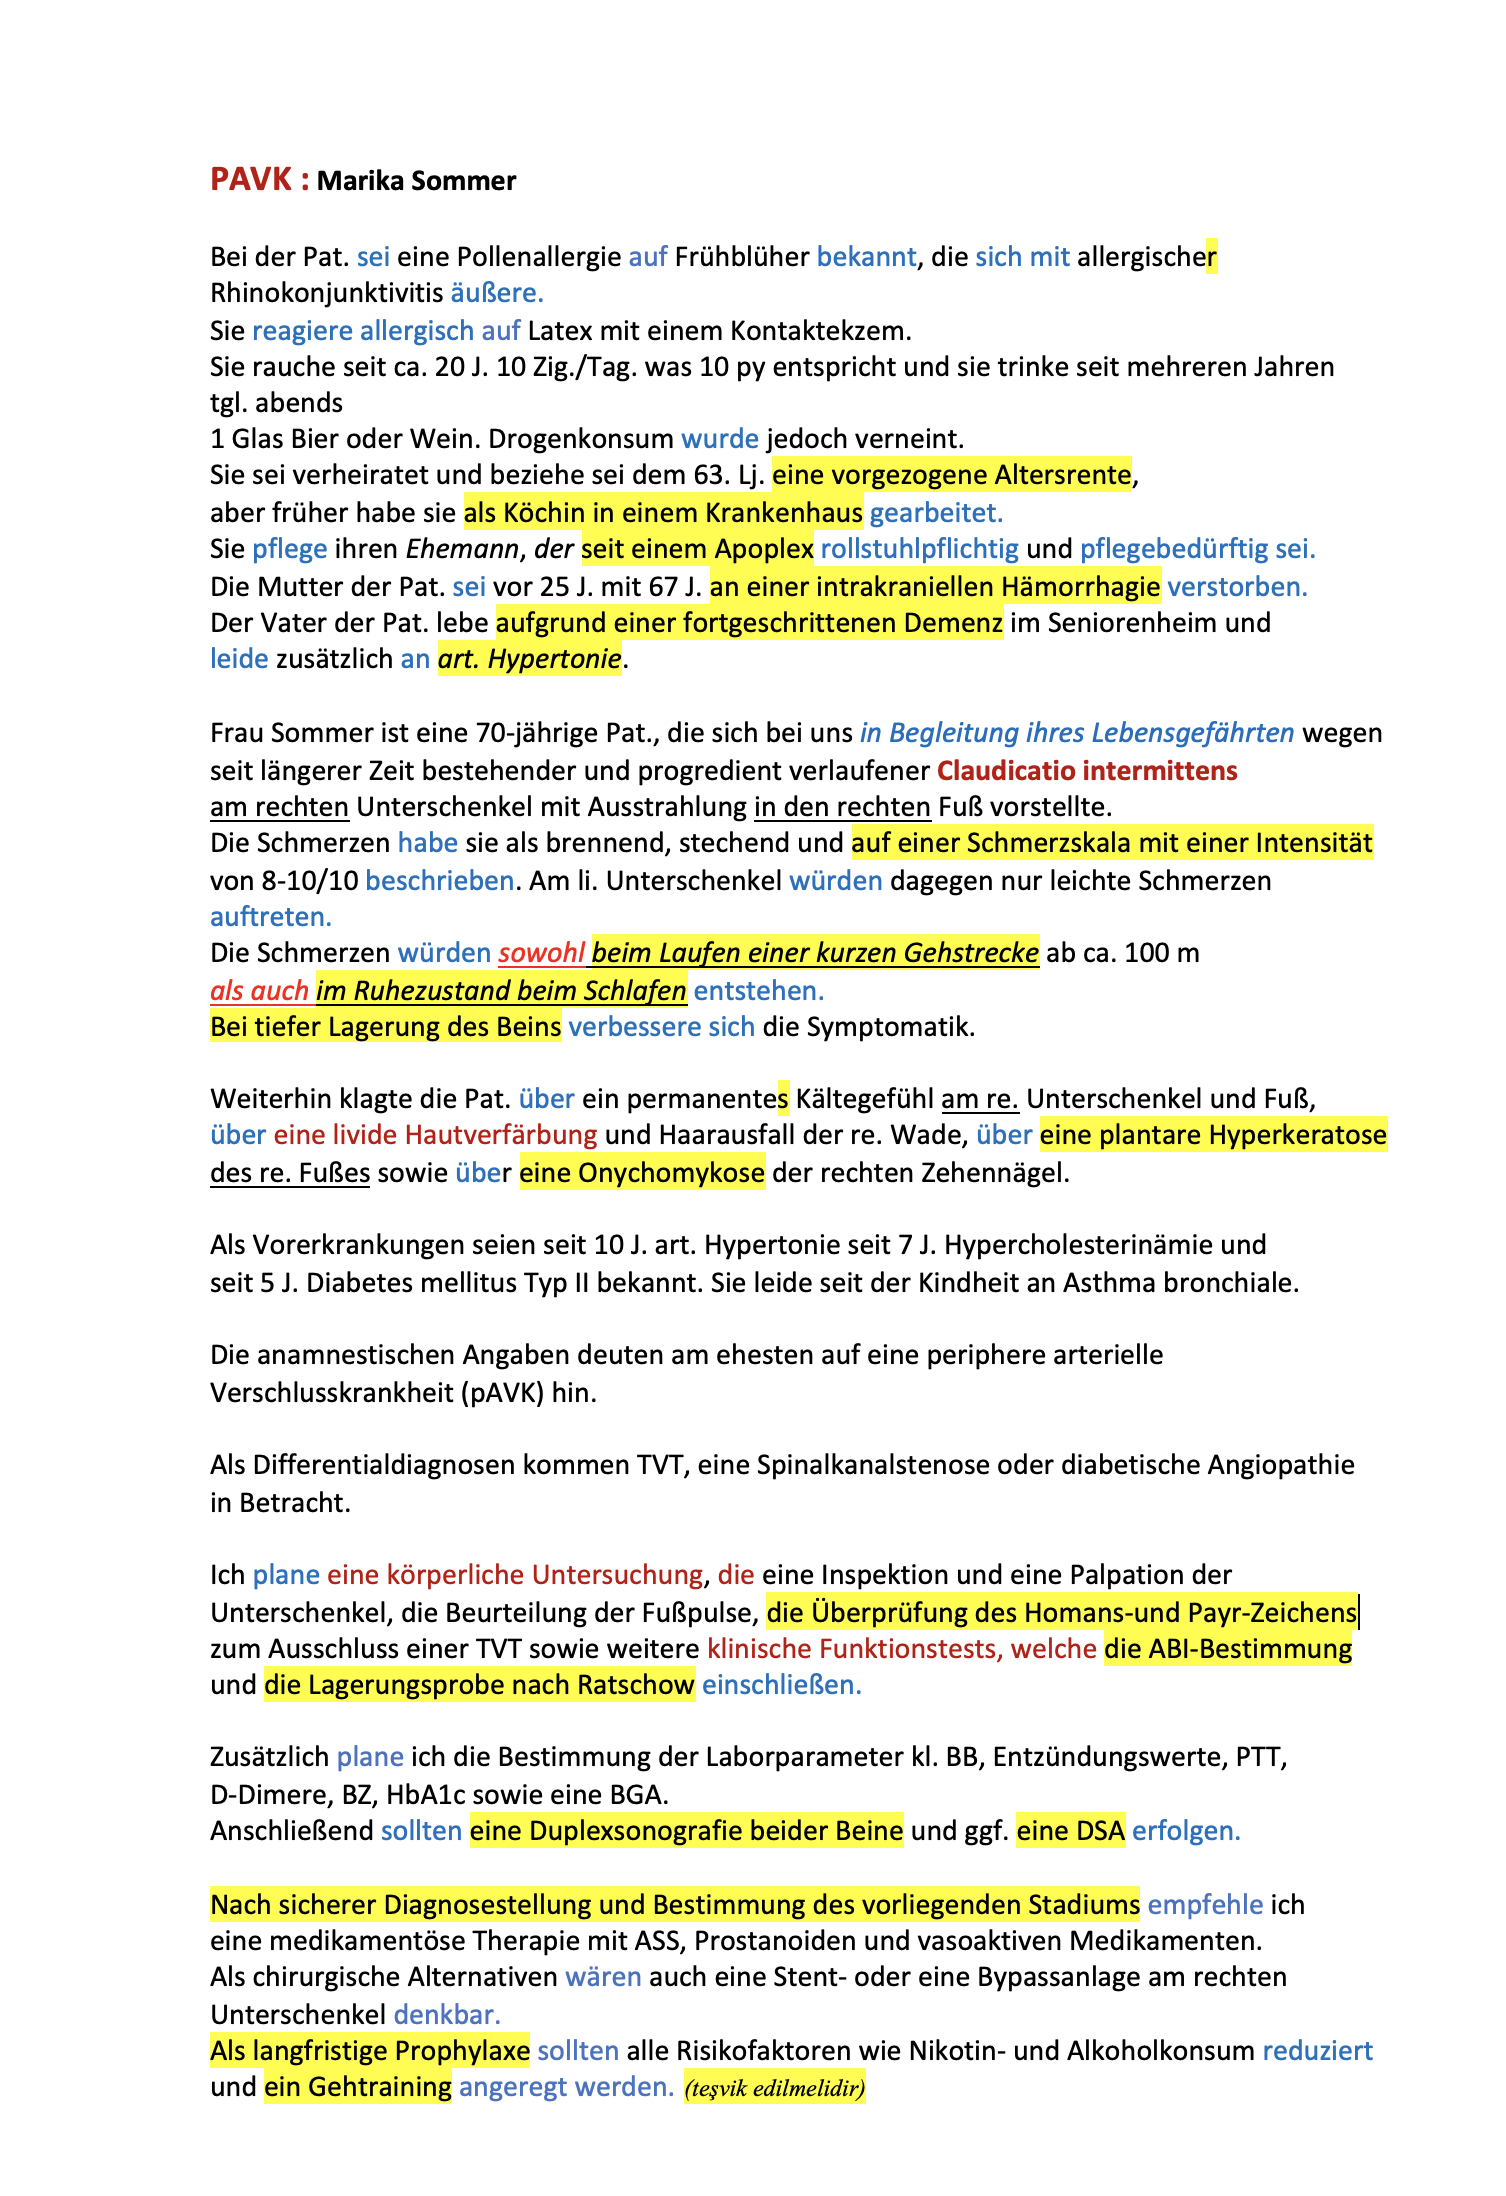 PAVK : Marika Sommer
Bei der Pat. sei eine Pollenallergie auf Frühblüher bekannt, die sich mit allergischer
Rhinokonjunktivitis äußere.
Sie reagiere allergisch auf Latex mit einem Kontaktekzem.
Sie rauche seit ca. 20 J. 10 Zig./Tag. was 10 py entspricht und sie trinke seit mehreren Jahren
tgl. abends
1 Glas Bier oder Wein. Drogenkonsum wurde jedoch verneint.
Sie sei verheiratet und beziehe sei dem 63. Lj. eine vorgezogene Altersrente,
aber früher habe sie als Köchin in einem Krankenhaus gearbeitet.
Sie pflege ihren Ehemann, der seit einem Apoplex rollstuhlpflichtig und pflegebedürftig sei.
Die Mutter der Pat. sei vor 25 J. mit 67 J. an einer intrakraniellen Hämorrhagie verstorben.
Der Vater der Pat. lebe aufgrund einer fortgeschrittenen Demenz im Seniorenheim und
leide zusätzlich an art. Hypertonie.
Frau Sommer ist eine 70-jährige Pat., die sich bei uns in Begleitung ihres Lebensgefährten wegen
seit längerer Zeit bestehender und progredient verlaufener Claudicatio intermittens
am rechten Unterschenkel mit Ausstrahlung in den rechten Fuß vorstellte.
Die Schmerzen habe sie als brennend, stechend und auf einer Schmerzskala mit einer Intensität
von 8-10/10 beschrieben. Am li. Unterschenkel würden dagegen nur leichte Schmerzen
auftreten.
Die Schmerzen würden sowohl beim Laufen einer kurzen Gehstrecke ab ca. 100 m
als auch im Ruhezustand beim Schlafen entstehen.
Bei tiefer Lagerung des Beins verbessere sich die Symptomatik.
Weiterhin klagte die Pat. über ein permanentes Kältegefühl am re. Unterschenkel und Fuß,
über eine livide Hautverfärbung und Haarausfall der re. Wade, über eine plantare Hyperkeratose
des re. Fußes sowie über eine Onychomykose der rechten Zehennägel.
Als Vorerkrankungen seien seit 10 J. art. Hypertonie seit 7 J. Hypercholesterinämie und
seit 5 J. Diabetes mellitus Typ II bekannt. Sie leide seit der Kindheit an Asthma bronchiale.
Die anamnestischen Angaben deuten am ehesten auf eine periphere arterielle
Verschlusskrankheit (pAVK) hin.
Als Differentialdiagnosen kommen TVT, eine Spinalkanalstenose oder diabetische Angiopathie
in Betracht.
Ich plane eine körperliche Untersuchung, die eine Inspektion und eine Palpation der
Unterschenkel, die Beurteilung der Fußpulse, die Überprüfung des Homans-und Payr-Zeichens
zum Ausschluss einer TVT sowie weitere klinische Funktionstests, welche die ABI-Bestimmung
und die Lagerungsprobe nach Ratschow einschließen.
Zusätzlich plane ich die Bestimmung der Laborparameter kl. BB, Entzündungswerte, PTT,
D-Dimere, BZ, HbA1c sowie eine BGA.
Anschließend sollten eine Duplexsonografie beider Beine und ggf. eine DSA erfolgen.
Nach sicherer Diagnosestellung und Bestimmung des vorliegenden Stadiums empfehle ich
eine medikamentöse Therapie mit ASS, Prostanoiden und vasoaktiven Medikamenten.
Als chirurgische Alternativen wären auch eine Stent- oder eine Bypassanlage am rechten
Unterschenkel denkbar.
Als langfristige Prophylaxe sollten alle Risikofaktoren wie Nikotin- und Alkoholkonsum reduziert
und ein Gehtraining angeregt werden. (teşvik edilmelidir)